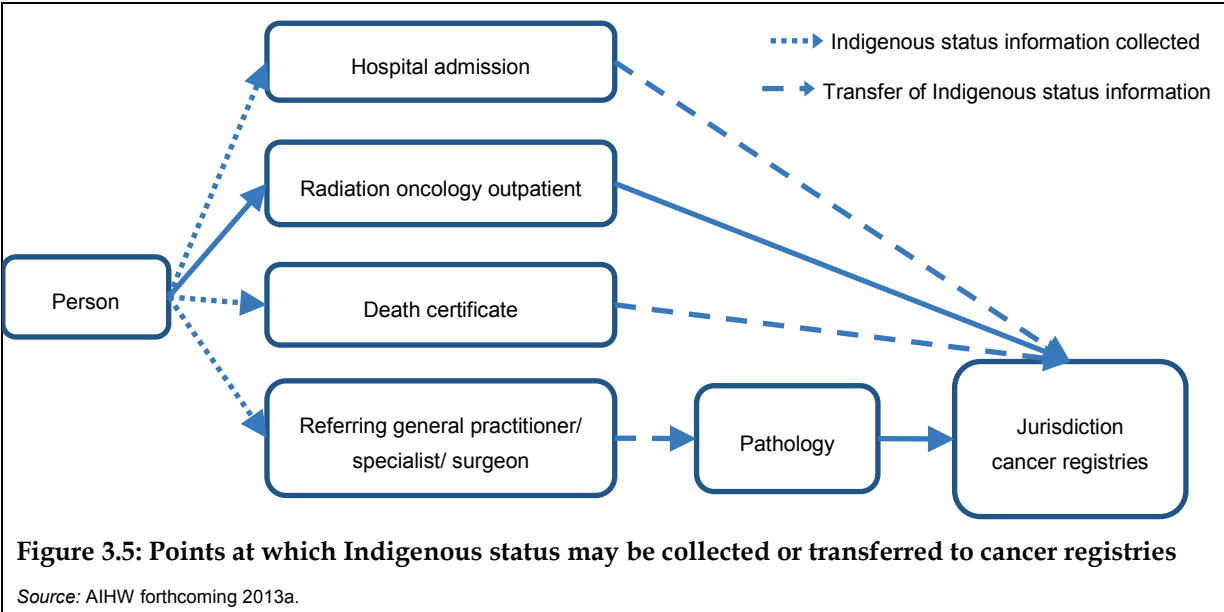 Indigenous status information collected
Transfer of Indigenous status information
Hospital admission
Radiation oncology outpatient
Person
Death certificate
Referring general practitioner/
specialist/ surgeon
Pathology
Jurisdiction
cancer registries
Figure 3.5: Points at which Indigenous status may be collected or transferred to cancer registries
Source: AIHW forthcoming 2013a.